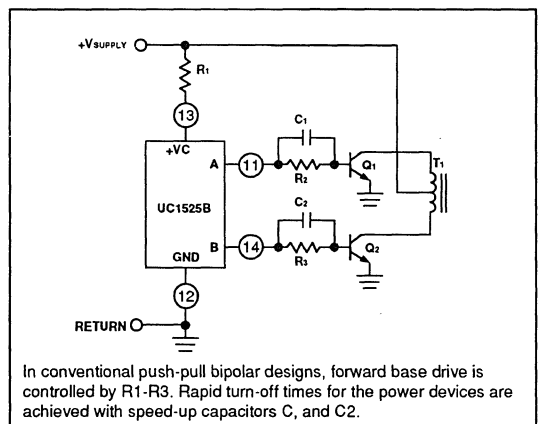 +VSUPPLY
R1
13
+VC
A
11
C1
R2
Q1
T1
UC1525B
C2
B
14
R3
Q2
GND
12
RETURN
In conventional push-pull bipolar designs, forward base drive is
controlled by R1-R3. Rapid turn-off times for the power devices are
achieved with speed-up capacitors C, and C2.